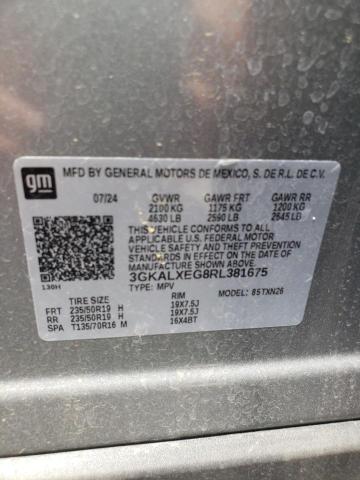 gm
MFD BY GENERAL MOTORS DE MEXICO, S. DE R.L. DE C.V.
07/24 GVWR GAWR FRT GAWR RR
2100 KG 1175 KG 1200 KG
4630 LB 2590 LB 2645 LB
THIS VEHICLE CONFORMS TO ALL
APPLICABLE U.S. FEDERAL MOTOR
VEHICLE SAFETY, BUMPER, AND
THEFT PREVENTION STANDARDS IN
EFFECT ON THE DATE OF
MANUFACTURE SHOWN ABOVE.
3GKALXEG8RL381675
130H TYPE: MPV MODEL: 85TXN26
TIRE SIZE RIM
FRT 235/50R19 H 19X7.5J
RR 235/50R19 H 19X7.5J
SPA T135/70R16 M 16X4BT